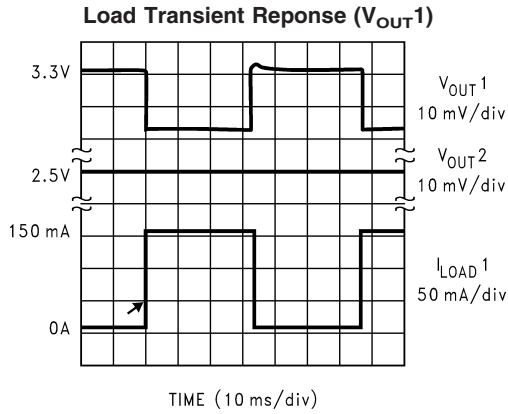 Load Transient Reponse (VOUT1)
3.3V
VOUT1
10 mV/div
VOUT2
2.5V
10 mV/div
150 mA
ILOAD1
50 mA/div
0A
TIME (10 ms/div)